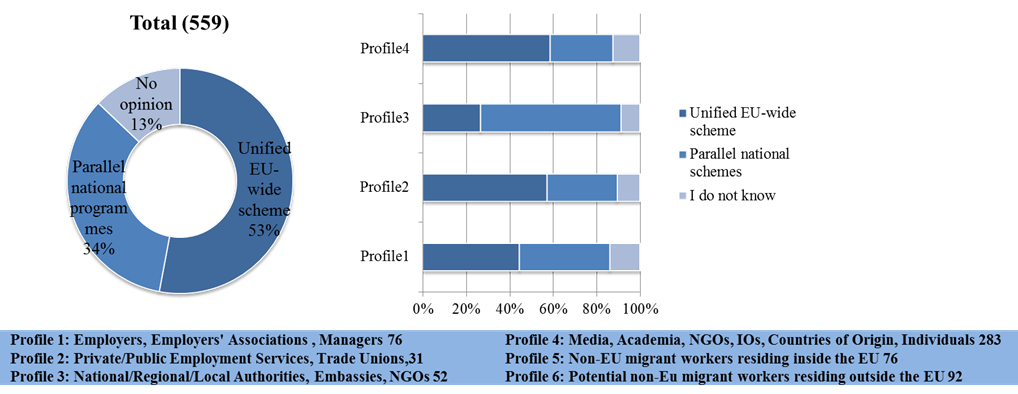 Total (559)
No
opinion
13%
Unified
EU-
wide
scheme
53%
Parallel
national
program
mes
34%
Profile4
Profile3
Profile2
Profile1
0% 20% 40% 60% 80% 100%
Unified EU-wide
scheme
Parallel national
schemes
I do not know
Profile 1: Employers, Employers' Associations , Managers 76
Profile 2: Private/Public Employment Services, Trade Unions,31
Profile 3: National/Regional/Local Authorities, Embassies, NGOs 52
Profile 4: Media, Academia, NGOs, IOs, Countries of Origin, Individuals 283
Profile 5: Non-EU migrant workers residing inside the EU 76
Profile 6: Potential non-Eu migrant workers residing outside the EU 92